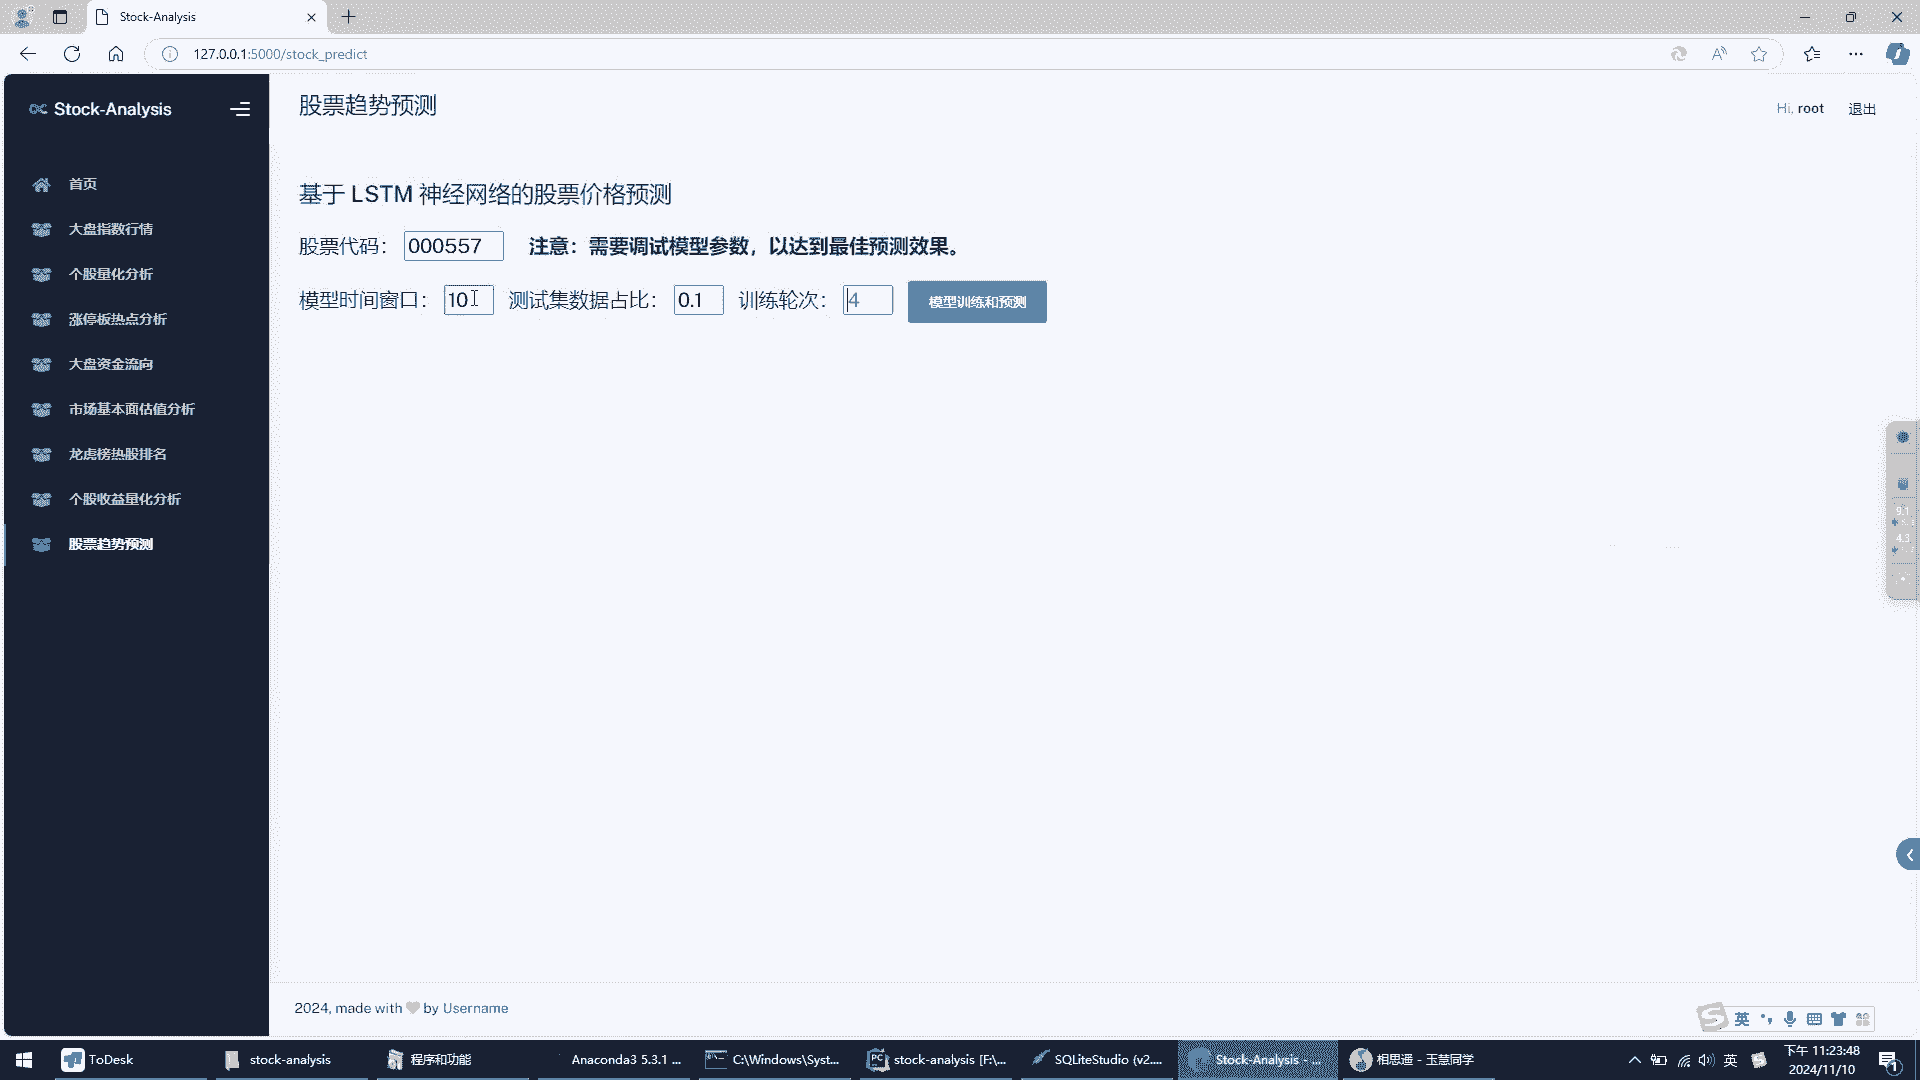 Stock-Analysis
127.0.0.1:5000/stock_predict
Stock-Analysis
股票趋势预测
Hi, root
退出
首页
大盘指数行情
个股量化分析
涨停板热点分析
大盘资金流向
市场基本面估值分析
龙虎榜热股排名
个股收益量化分析
股票趋势预测
基于 LSTM 神经网络的股票价格预测
股票代码： 000557 注意：需要调试模型参数，以达到最佳预测效果。
模型时间窗口： 10 测试集数据占比： 0.1 训练轮次： 4 模型训练和预测
9.1
4.3
2024, made with by Username
英
ToDesk
stock-analysis
程序和功能
Anaconda3 5.3.1 ...
C:\Windows\Syst...
stock-analysis [F:\...
SQLiteStudio (v2....
Stock-Analysis - ...
相思遥 - 玉慧同学
英
下午 11:23:48
2024/11/10
1